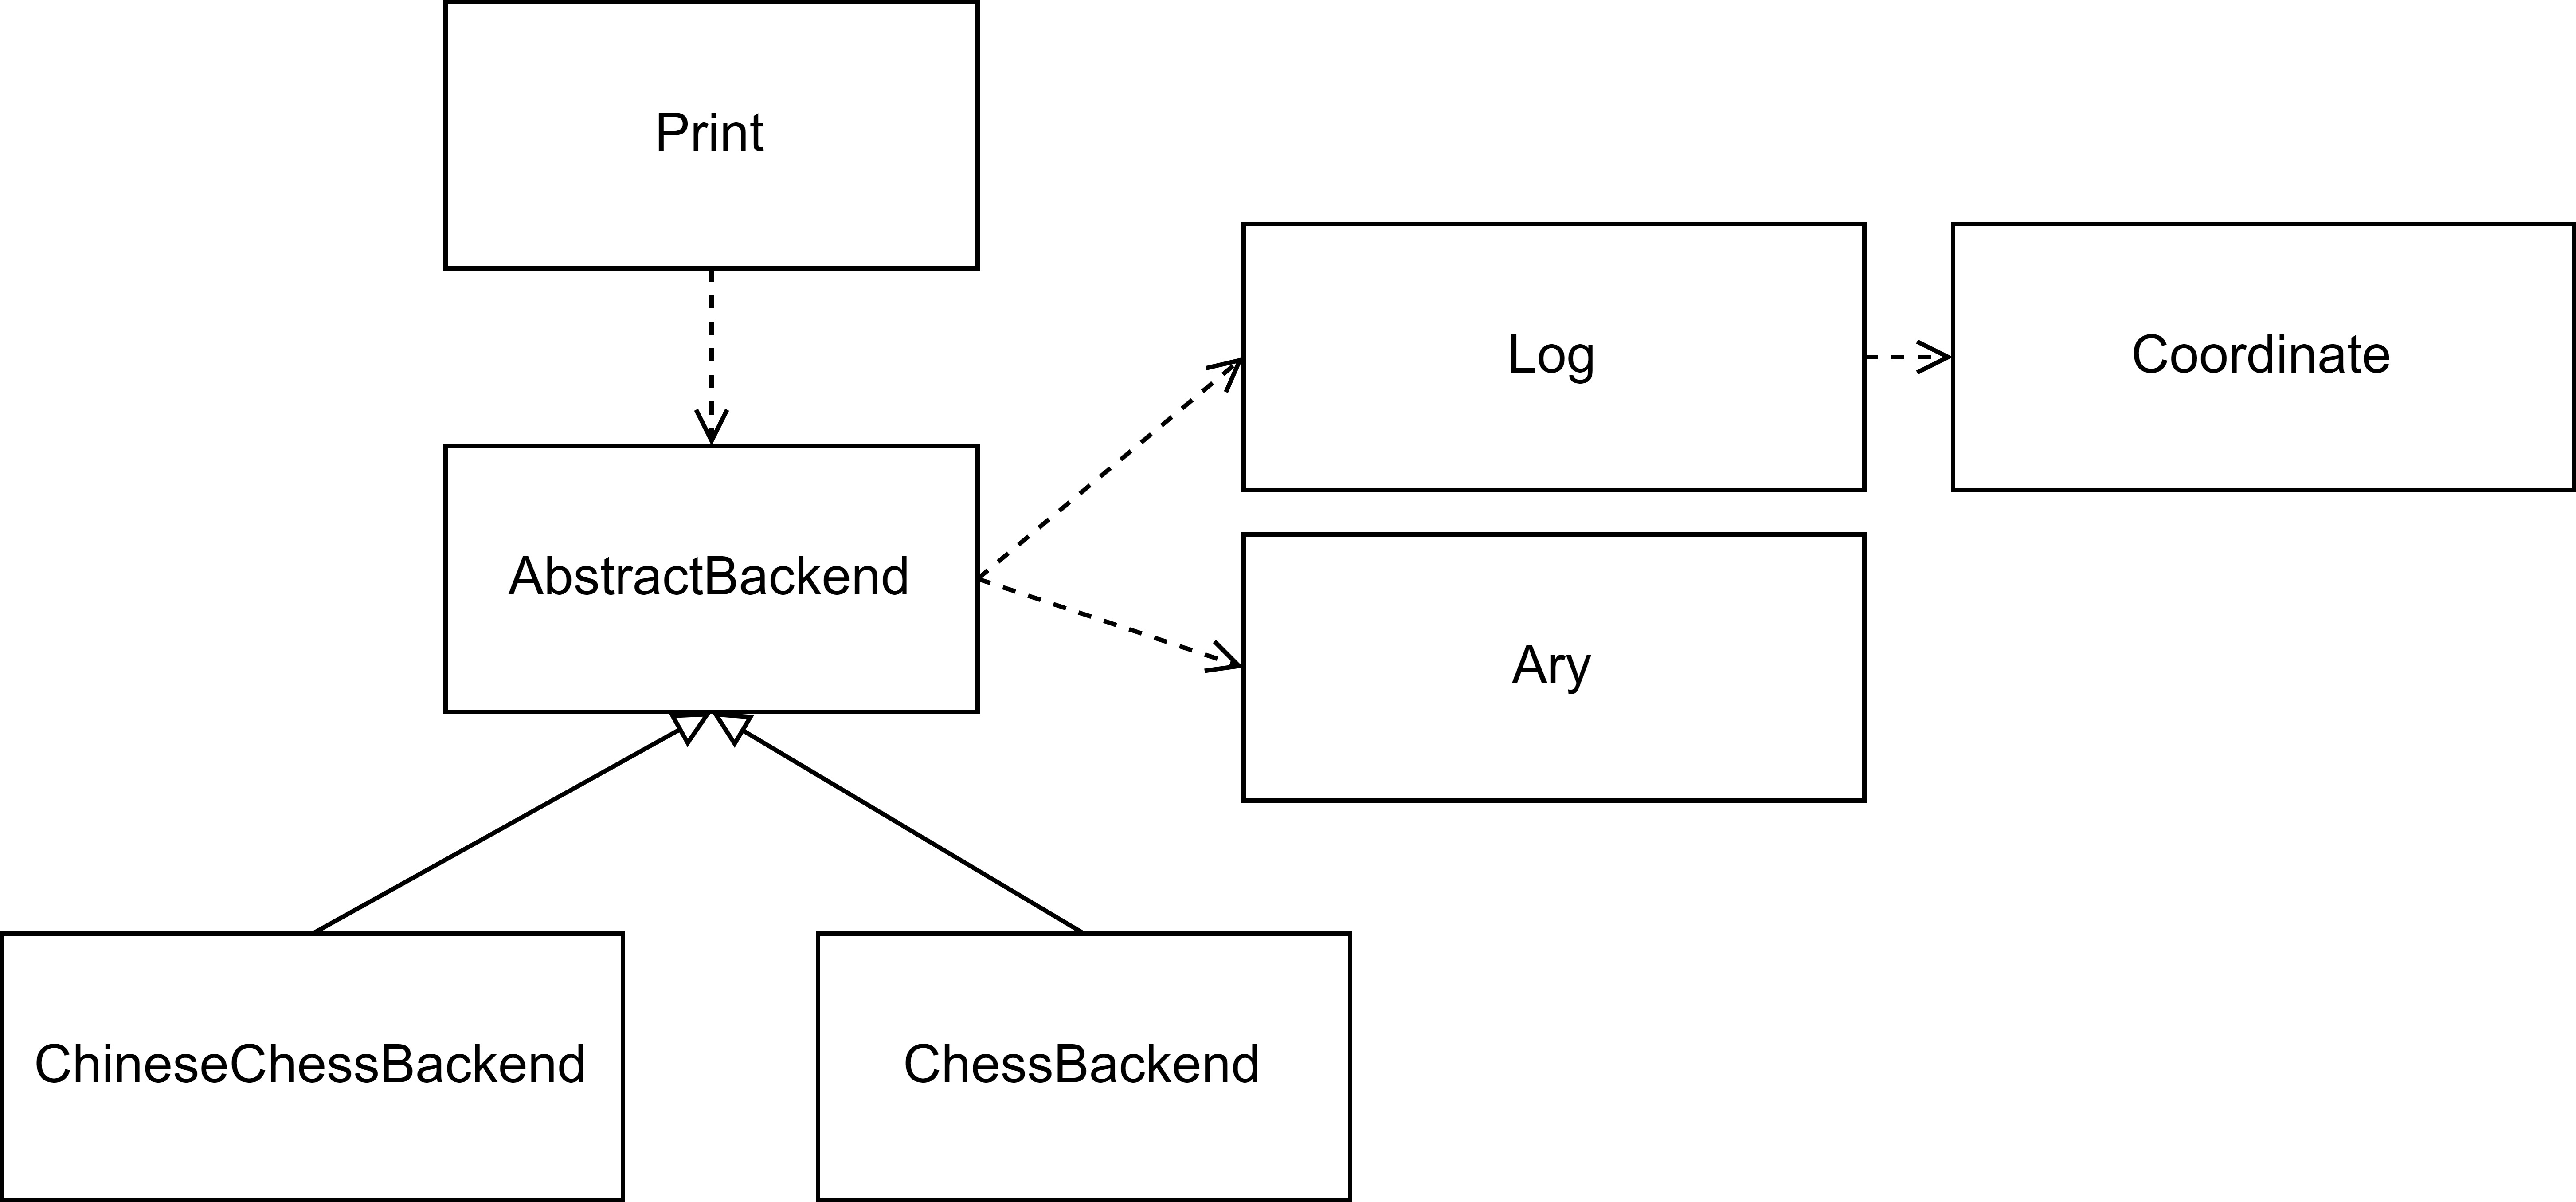 Print
Log
Coordinate
AbstractBackend
Ary
ChineseChessBackend
ChessBackend